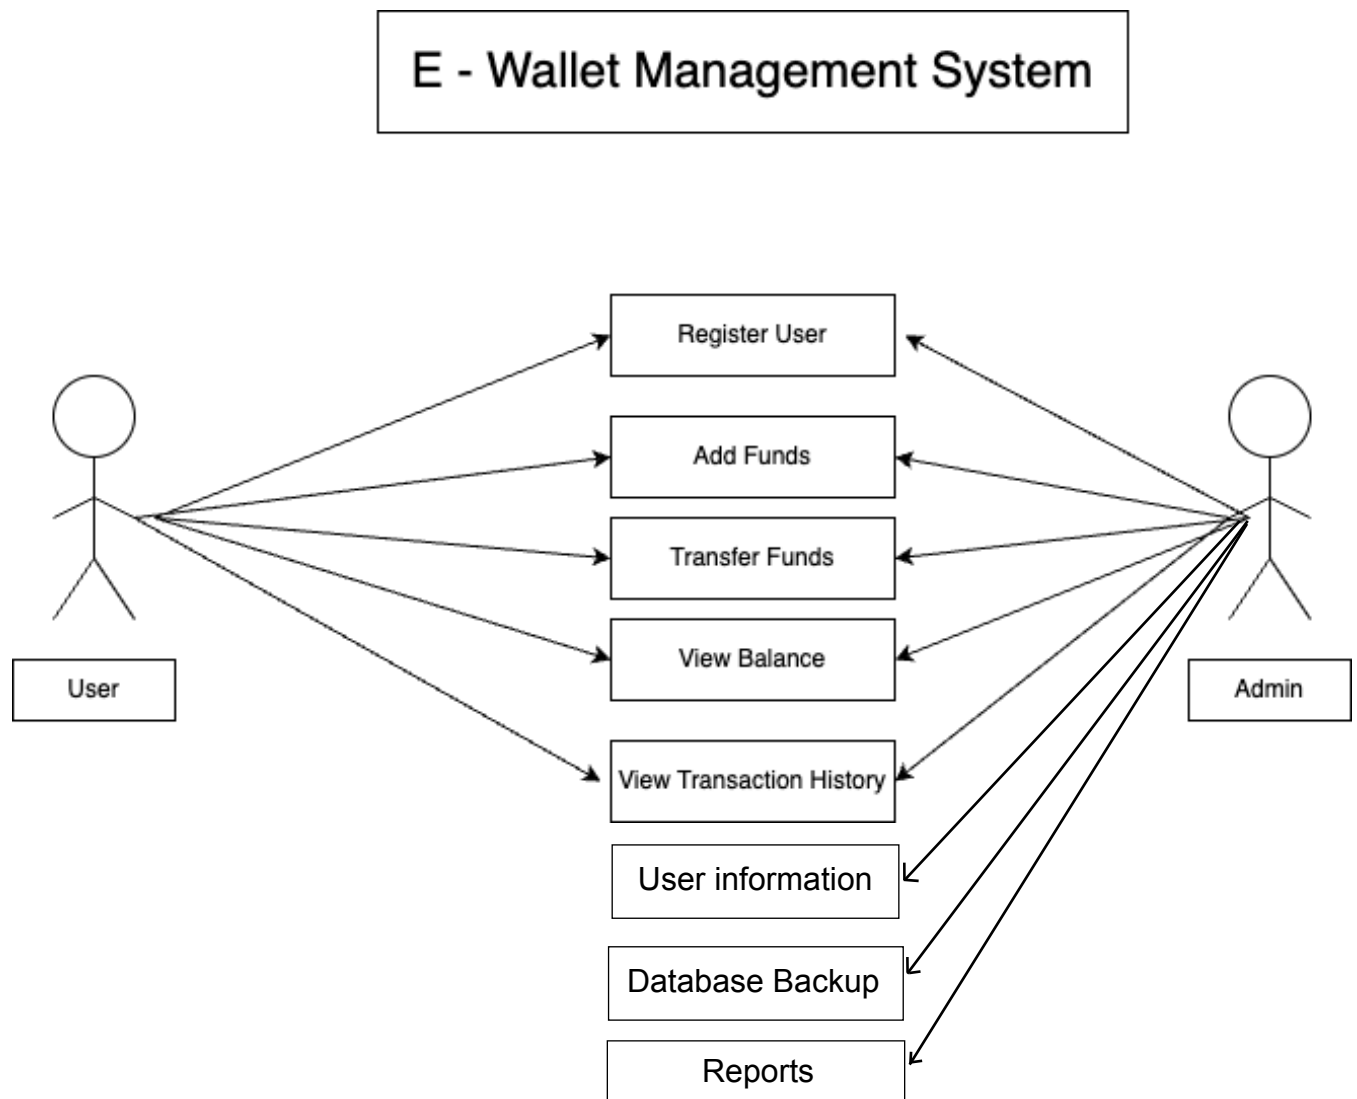 E - Wallet Management System
Register User
Add Funds
Transfer Funds
View Balance
User
Admin
View Transaction History
User information
Database Backup
Reports